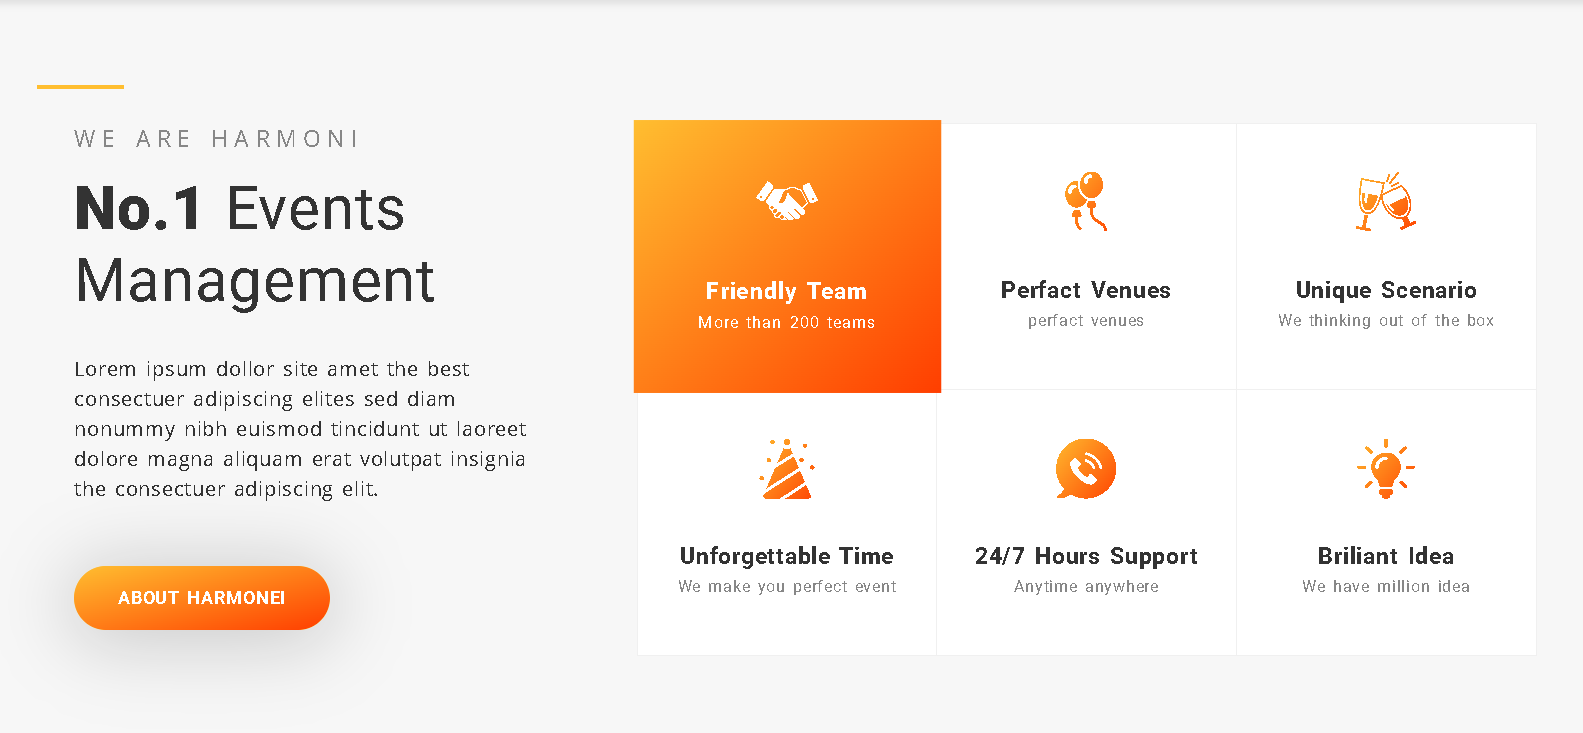 WE ARE HARMONI
No.1 Events
Management
Lorem ipsum dollor site amet the best
consectuer adipiscing elites sed diam
nonummy nibh euismod tincidunt ut laoreet
dolore magna aliquam erat volutpat insignia
the consectuer adipiscing elit.
ABOUT HARMONEI
Friendly Team
More than 200 teams
Perfact Venues
perfact venues
Unique Scenario
We thinking out of the box
Unforgettable Time
We make you perfect event
24/7 Hours Support
Anytime anywhere
Briliant Idea
We have million idea